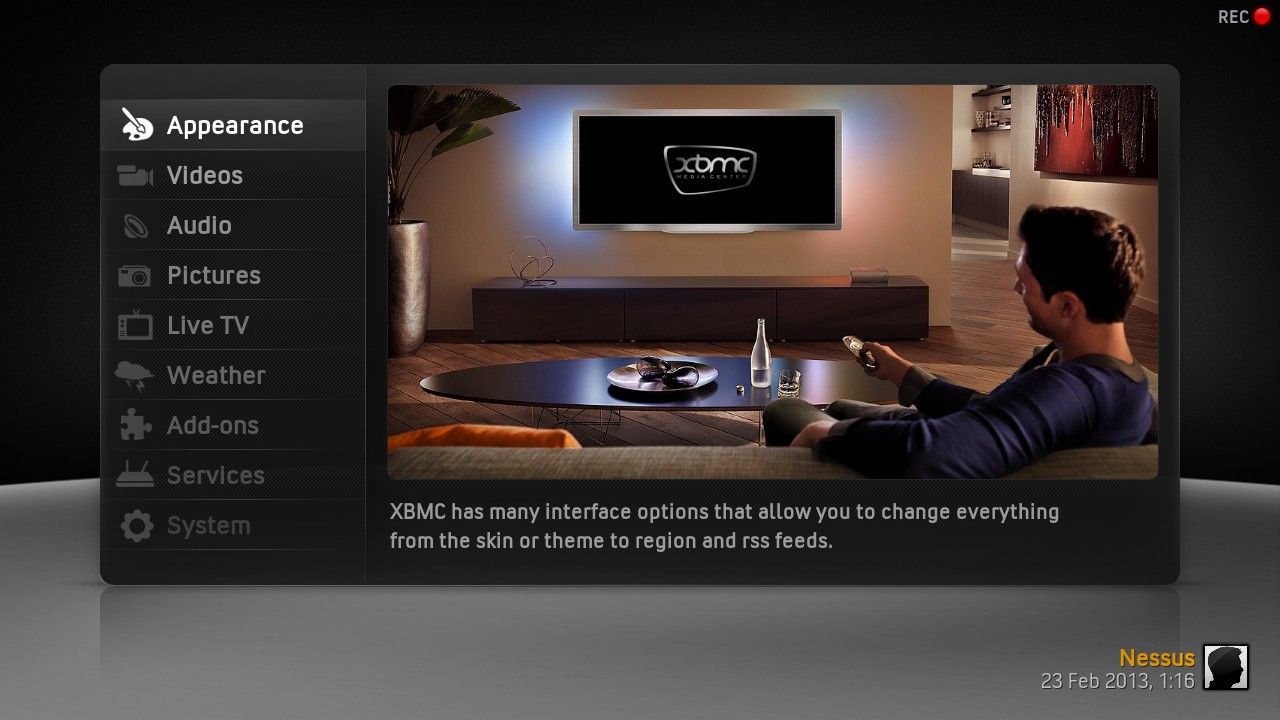 REC
Appearance
Videos
Audio
Pictures
Live TV
Weather
Add-ons
Services
System
xbmc
MEDIA CENTER
XBMC has many interface options that allow you to change everything
from the skin or theme to region and rss feeds.
Nessus
23 Feb 2013, 1:16